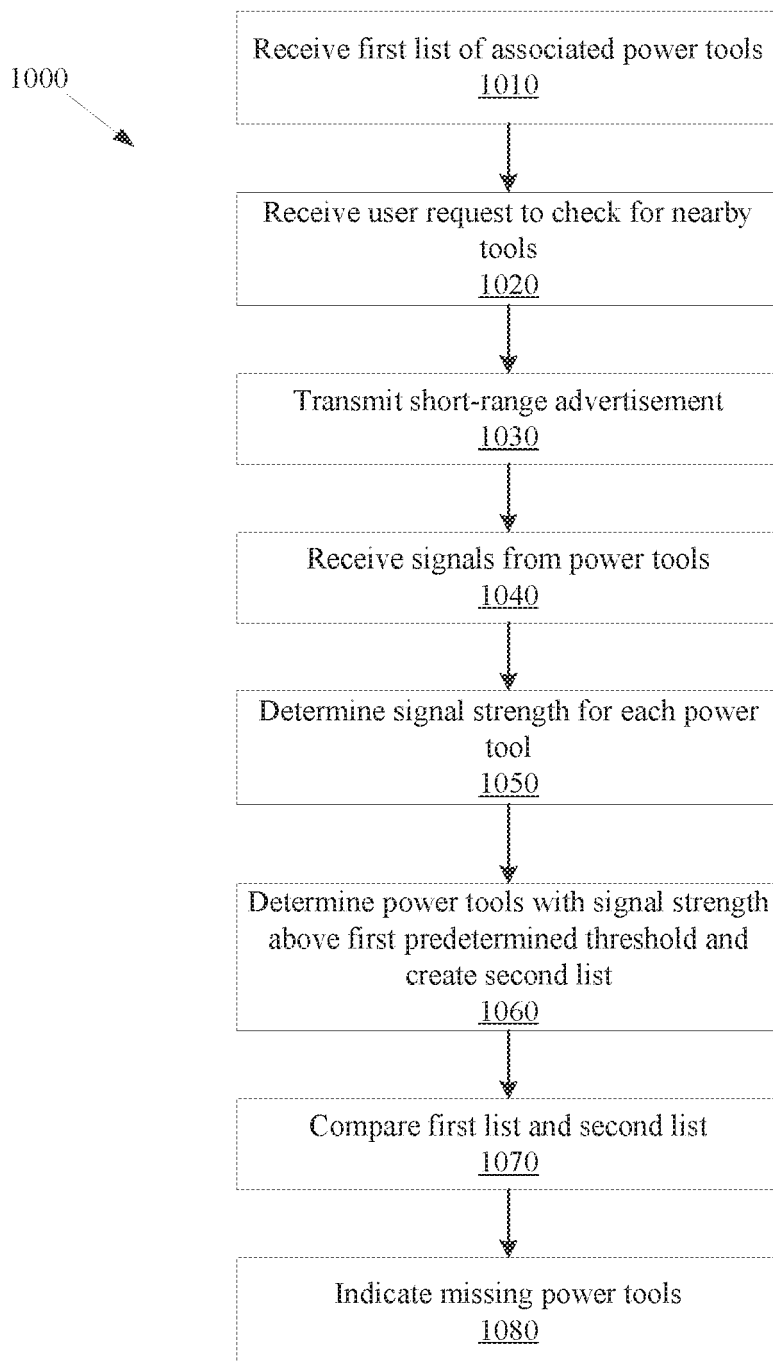 1000
Receive first list of associated power tools
1010
Receive user request to check for nearby
tools
1020
Transmit short-range advertisement
1030
Receive signals from power tools
1040
Determine signal strength for each power
tool
1050
Determine power tools with signal strength
above first predetermined threshold and
create second list
1060
Compare first list and second list
1070
Indicate missing power tools
1080